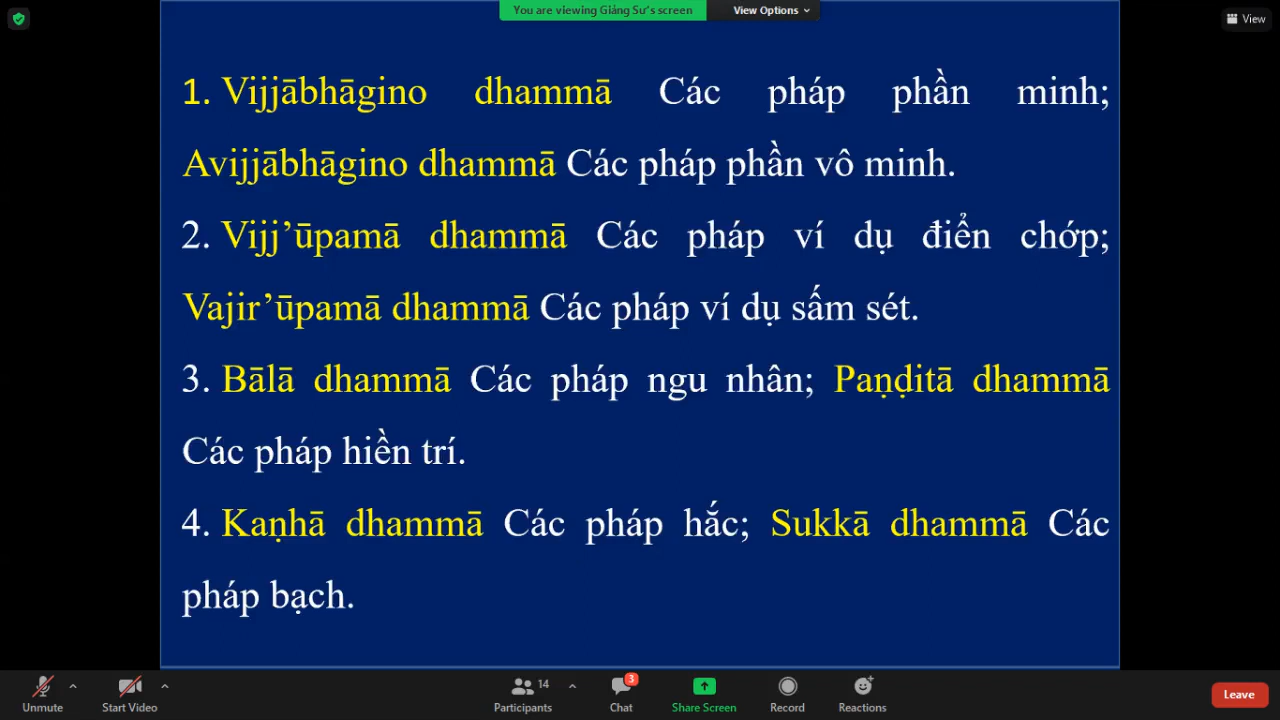 You are viewing Giảng Sư's screen
View Options
View
1. Vijjābhāgino dhammā Các pháp phần minh;
Avijjābhāgino dhammā Các pháp phần vô minh.
2. Vijj’ūpamā dhammā Các pháp ví dụ điển chớp;
Vajir’ūpamā dhammā Các pháp ví dụ sấm sét.
3. Bālā dhammā Các pháp ngu nhân; Paṇḍitā dhammā
Các pháp hiền trí.
4. Kaṇhā dhammā Các pháp hắc; Sukkā dhammā Các
pháp bạch.
Unmute
Start Video
14
Participants
3
Chat
Share Screen
Record
Reactions
Leave